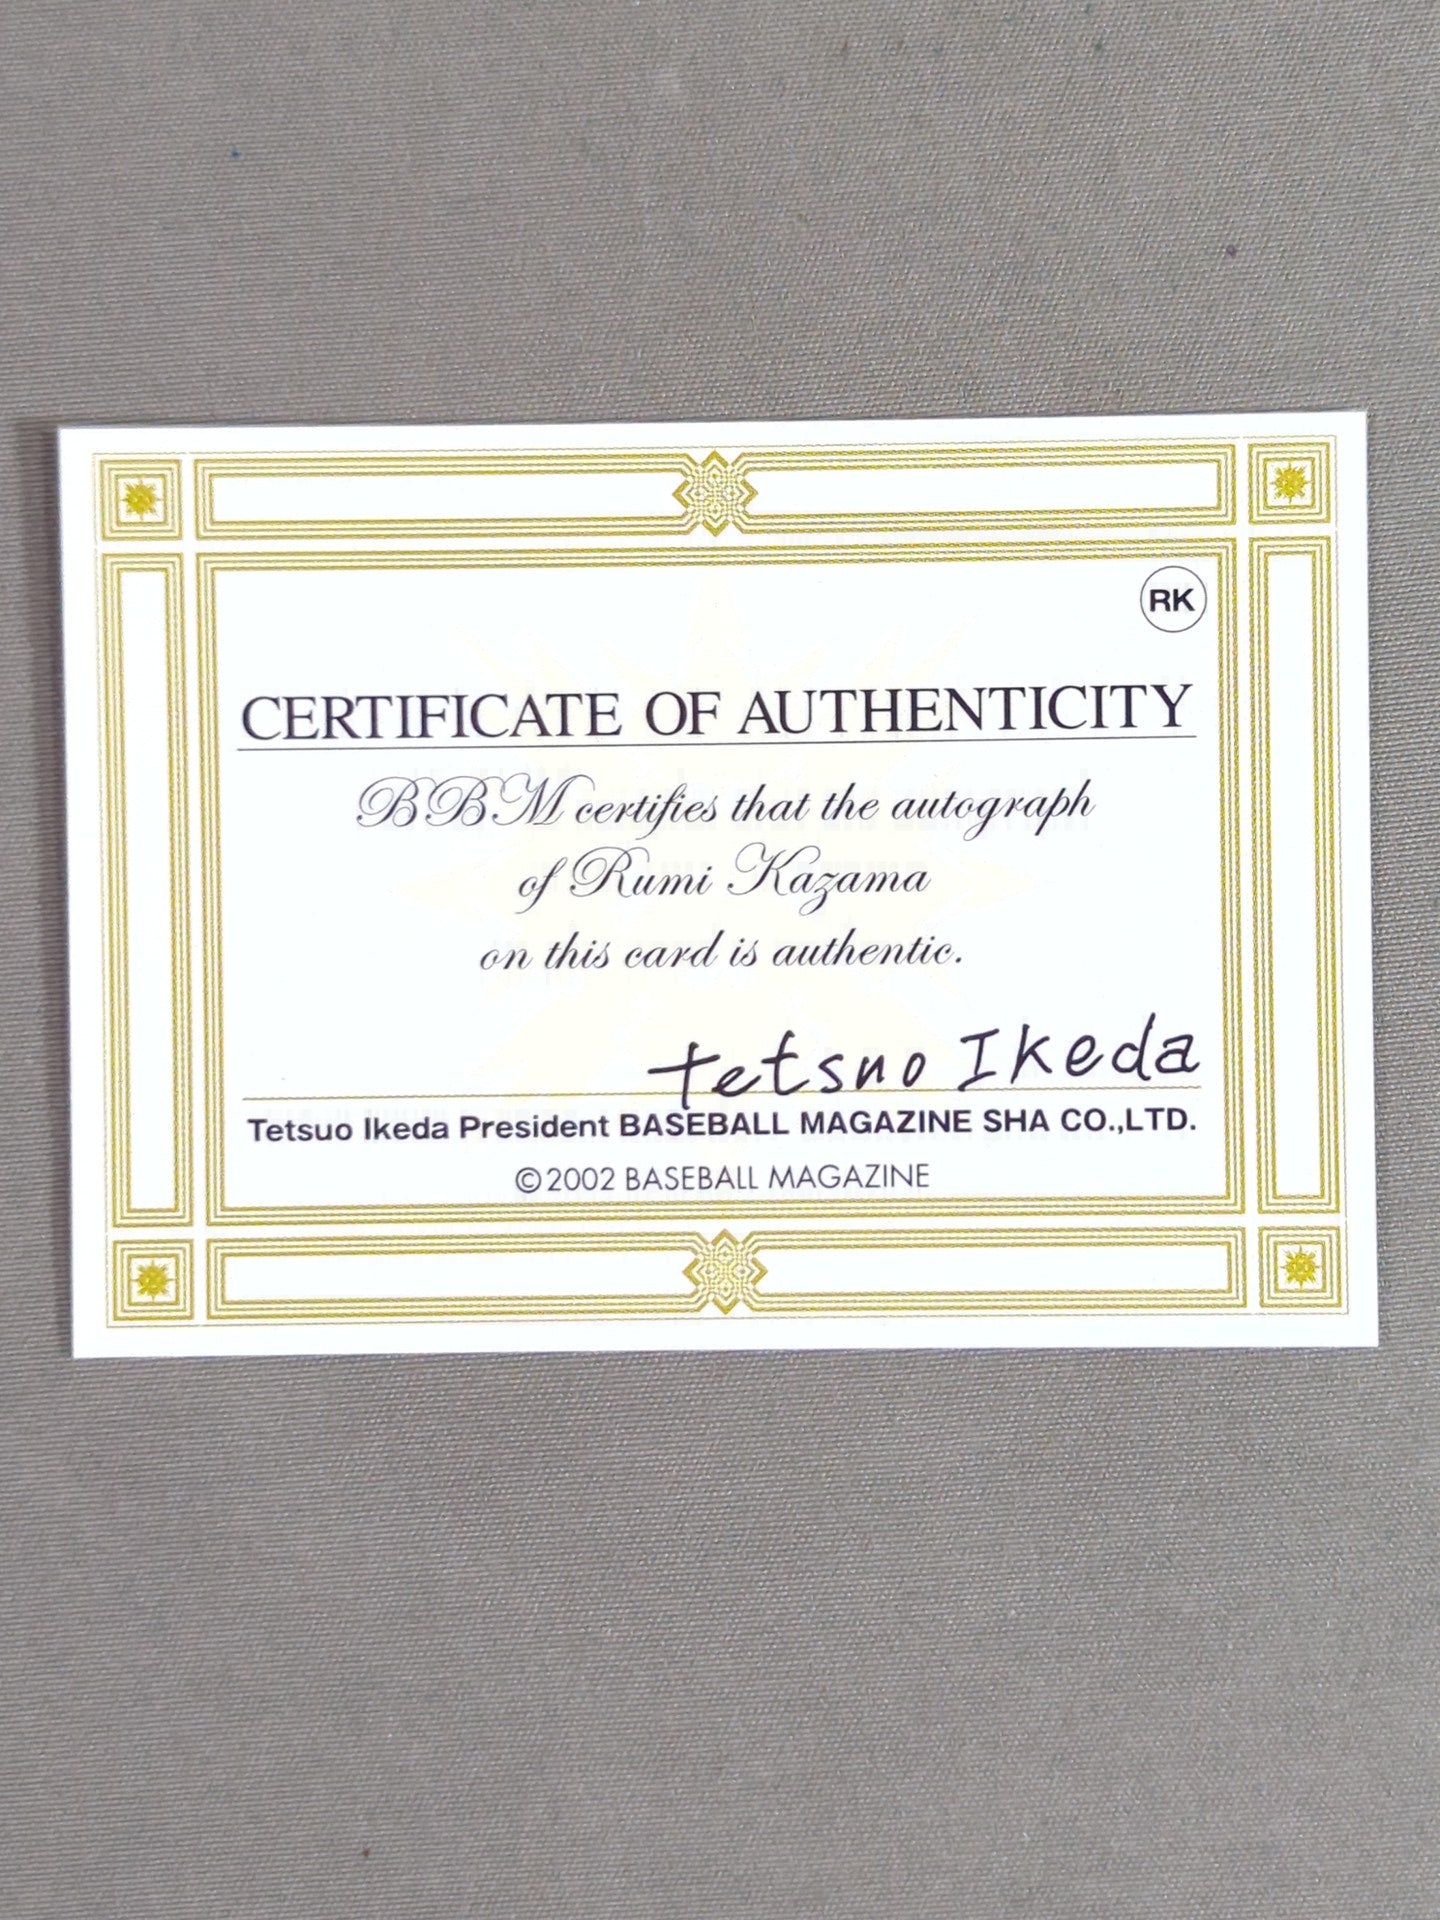 RK
CERTIFICATE OF AUTHENTICITY
BBM certifies that the autograph
of Rumi Kazama
on this card is authentic.
Tetsuo Ikeda
Tetsuo Ikeda President BASEBALL MAGAZINE SHA CO.,LTD.
©2002 BASEBALL MAGAZINE